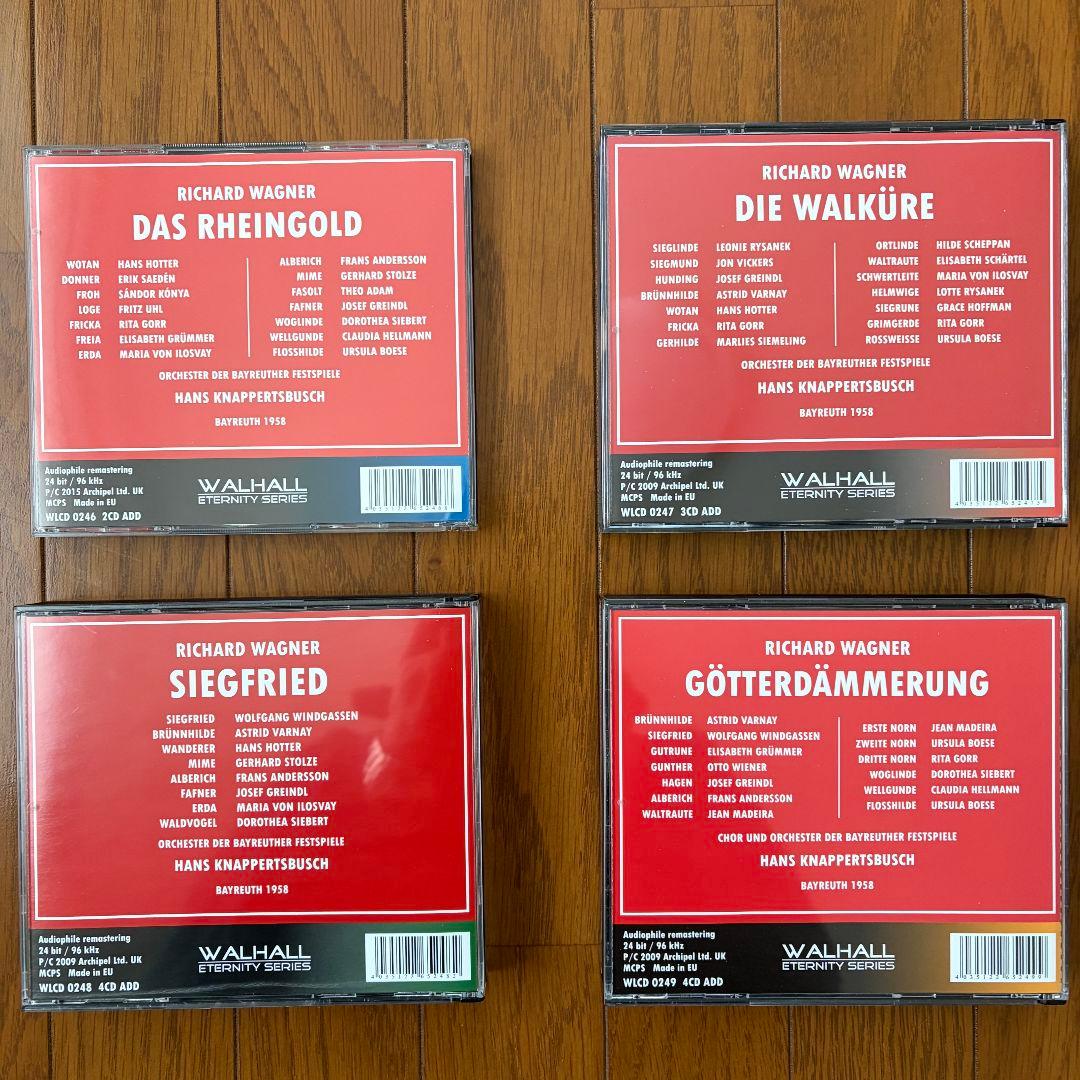 RICHARD WAGNER
DAS RHEINGOLD
WOTAN HANS HOTTER
DONNER ERIK SAEDÉN
FROH SÁNDOR KÓNYA
LOGE FRITZ UHL
FRICKA RITA GORR
FREIA ELISABETH GRÜMMER
ERDA MARIA VON ILOSVAY
ALBERICH FRANS ANDERSSON
MIME GERHARD STOLZE
FASOLT THEO ADAM
FAFNER JOSEF GREINDL
WOGLINDE DOROTHEA SIEBERT
WELLGUNDE CLAUDIA HELLMANN
FLOSSHILDE URSULA BOESE
ORCHESTER DER BAYREUTHER FESTSPIELE
HANS KNAPPERTSBUSCH
BAYREUTH 1958
Audiophile remastering
24 bit / 96 kHz
P/C 2015 Archipel Ltd. UK
MCPS Made in EU
WLCD 0246 2CD ADD
WALHALL
ETERNITY SERIES
RICHARD WAGNER
DIE WALKÜRE
SIEGLINDE LEONIE RYSANEK
SIEGMUND JON VICKERS
HUNDING JOSEF GREINDL
BRÜNNHILDE ASTRID VARNAY
WOTAN HANS HOTTER
FRICKA RITA GORR
GERHILDE MARLIES SIEMELING
ORTLINDE HILDE SCHEPPAN
WALTRAUTE ELISABETH SCHÄRTEL
SCHWERTLEITE MARIA VON ILOSVAY
HELMWIGE LOTTE RYSANEK
SIEGRUNE GRACE HOFFMAN
GRIMGERDE RITA GORR
ROSSWEISSE URSULA BOESE
ORCHESTER DER BAYREUTHER FESTSPIELE
HANS KNAPPERTSBUSCH
BAYREUTH 1958
Audiophile remastering
24 bit / 96 kHz
P/C 2009 Archipel Ltd. UK
MCPS Made in EU
WLCD 0247 3CD ADD
WALHALL
ETERNITY SERIES
RICHARD WAGNER
SIEGFRIED
SIEGFRIED WOLFGANG WINDGASSEN
BRÜNNHILDE ASTRID VARNAY
WANDERER HANS HOTTER
MIME GERHARD STOLZE
ALBERICH FRANS ANDERSSON
FAFNER JOSEF GREINDL
ERDA MARIA VON ILOSVAY
WALDVOGEL DOROTHEA SIEBERT
ORCHESTER DER BAYREUTHER FESTSPIELE
HANS KNAPPERTSBUSCH
BAYREUTH 1958
Audiophile remastering
24 bit / 96 kHz
P/C 2009 Archipel Ltd. UK
MCPS Made in EU
WLCD 0248 4CD ADD
WALHALL
ETERNITY SERIES
RICHARD WAGNER
GÖTTERDÄMMERUNG
BRÜNNHILDE ASTRID VARNAY
SIEGFRIED WOLFGANG WINDGASSEN
GUTRUNE ELISABETH GRÜMMER
GUNTHER OTTO WIENER
HAGEN JOSEF GREINDL
ALBERICH FRANS ANDERSSON
WALTRAUTE JEAN MADEIRA
ERSTE NORN JEAN MADEIRA
ZWEITE NORN URSULA BOESE
DRITTE NORN RITA GORR
WOGLINDE DOROTHEA SIEBERT
WELLGUNDE CLAUDIA HELLMANN
FLOSSHILDE URSULA BOESE
CHOR UND ORCHESTER DER BAYREUTHER FESTSPIELE
HANS KNAPPERTSBUSCH
BAYREUTH 1958
Audiophile remastering
24 bit / 96 kHz
P/C 2009 Archipel Ltd. UK
MCPS Made in EU
WLCD 0249 4CD ADD
WALHALL
ETERNITY SERIES